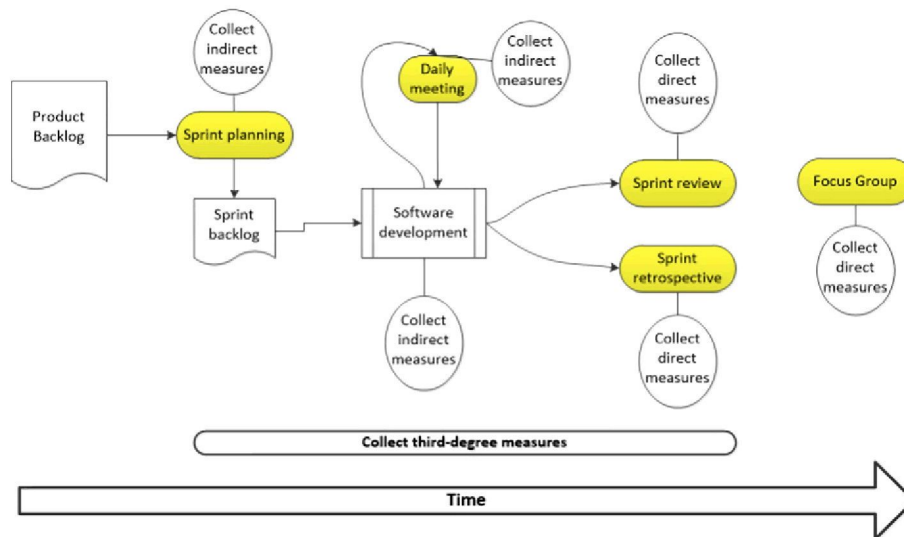 Collect
indirect
measures
Product
Backlog
Sprint planning
Sprint
backlog
Daily
meeting
Collect
indirect
measures
Software
development
Collect
indirect
measures
Collect
direct
measures
Sprint review
Sprint
retrospective
Collect
direct
measures
Focus Group
Collect
direct
measures
Collect third-degree measures
Time